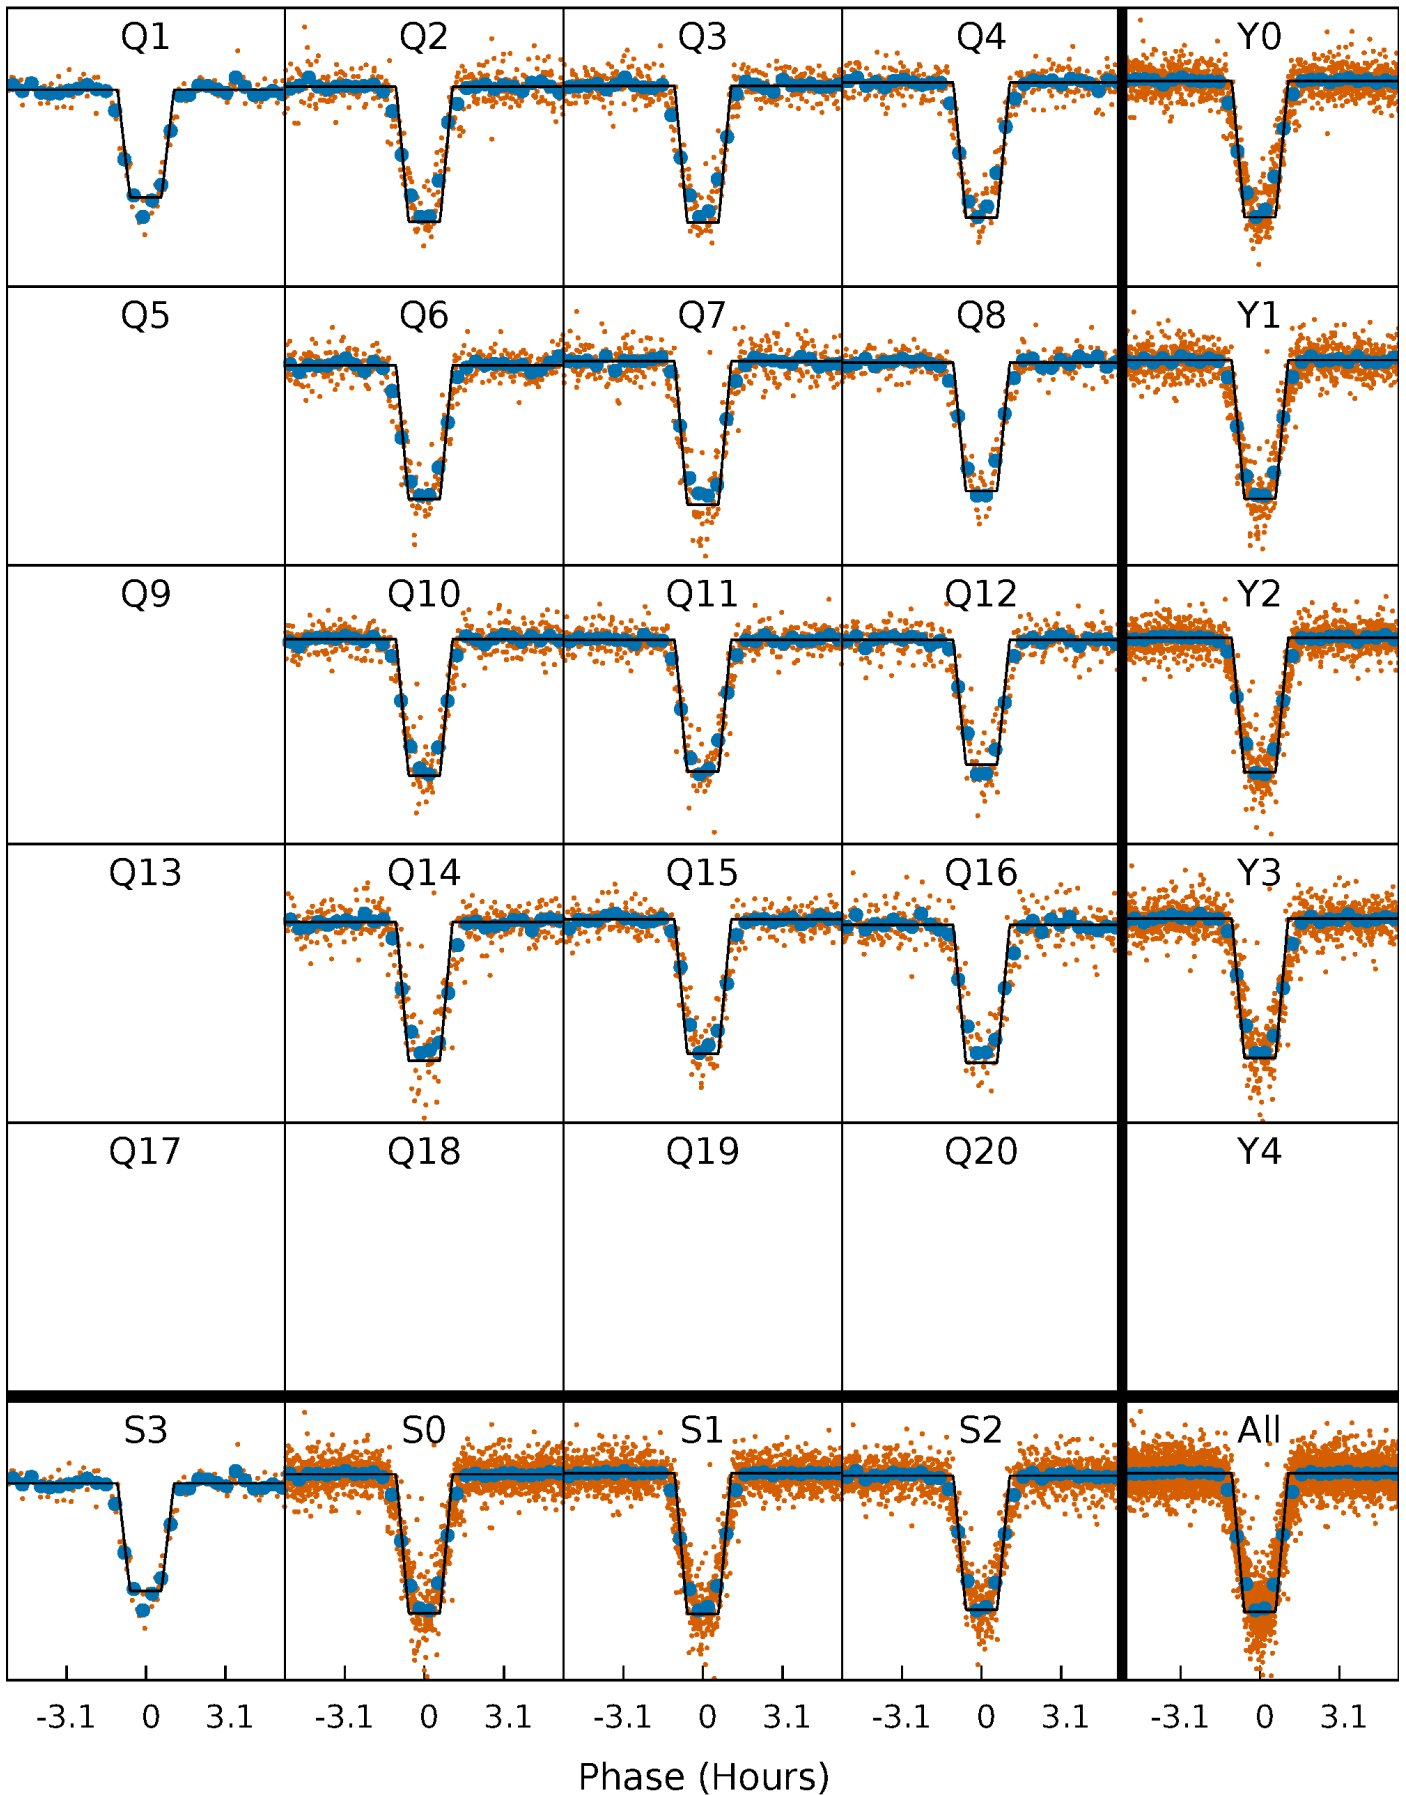 Q1 Q2 Q3 Q4 Y0
Q5 Q6 Q7 Q8 Y1
Q9 Q10 Q11 Q12 Y2
Q13 Q14 Q15 Q16 Y3
Q17 Q18 Q19 Q20 Y4
S3 S0 S1 S2 All
-3.1 0 3.1 -3.1 0 3.1 -3.1 0 3.1 -3.1 0 3.1 -3.1 0 3.1
Phase (Hours)